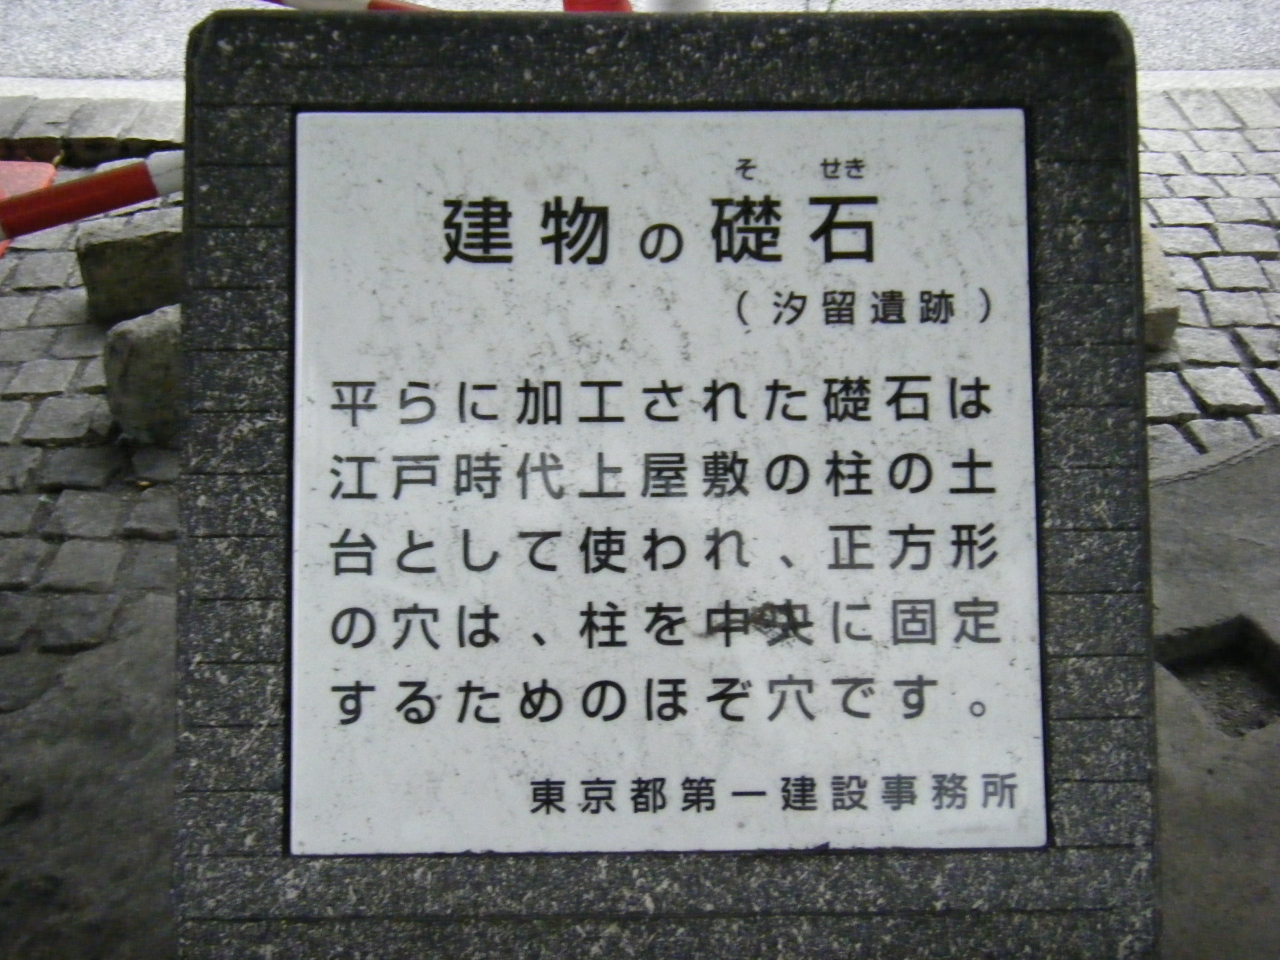 そ せき
建物の礎石
（汐留遺跡）
平らに加工された礎石は
江戸時代上屋敷の柱の土
台として使われ、正方形
の穴は、柱を中央に固定
するためのほぞ穴です。
東京都第一建設事務所